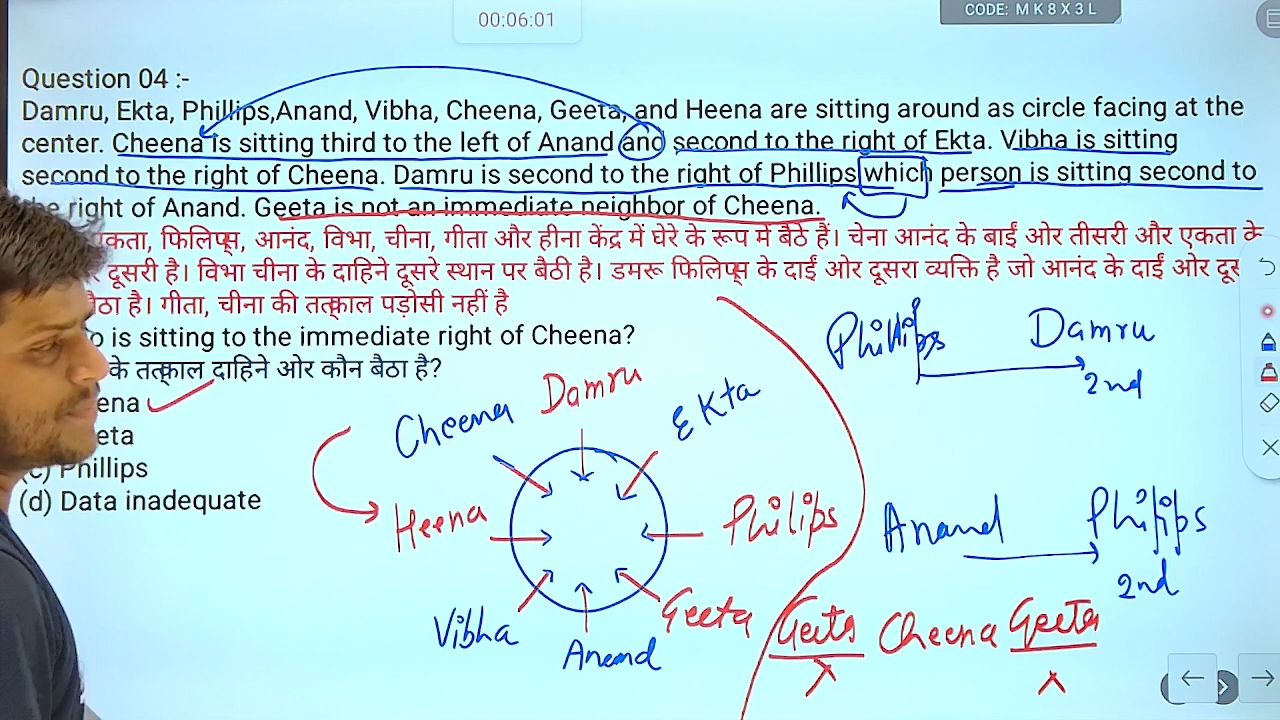 00:06:01
CODE: MK8X3L
Question 04 :-
Damru, Ekta, Phillips,Anand, Vibha, Cheena, Geeta, and Heena are sitting around as circle facing at the
center. Cheena is sitting third to the left of Anand and second to the right of Ekta. Vibha is sitting
second to the right of Cheena. Damru is second to the right of Phillips which person is sitting second to
the right of Anand. Geeta is not an immediate neighbor of Cheena.
एकता, फिलिप्स, आनंद, विभा, चीना, गीता और हीना केंद्र में घेरे के रूप में बैठे हैं। चेना आनंद के बाईं ओर तीसरी और एकता के
दूसरी है। विभा चीना के दाहिने दूसरे स्थान पर बैठी है। डमरू फिलिप्स के दाईं ओर दूसरा व्यक्ति है जो आनंद के दाईं ओर दूस
बैठा है। गीता, चीना की तत्काल पड़ोसी नहीं है
o is sitting to the immediate right of Cheena?
के तत्काल दाहिने ओर कौन बैठा है?
ena
eta
(c) Phillips
(d) Data inadequate
Phillips Damru
2nd
Cheena Damru Ekta
Heena Philips
Vibha Anand Geeta
Anand Philips
2nd
Geeta Cheena Geeta